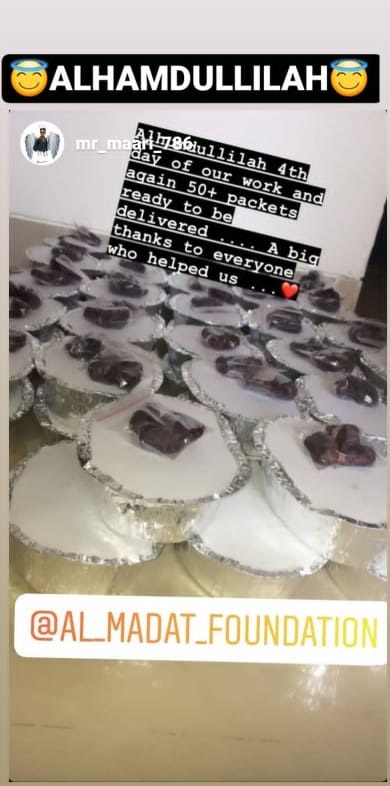 😇ALHAMDULLILAH😇
mr_maari_786
Alhamdullilah 4th
day of our work and
again 50+ packets
ready to be
delivered .... A big
thanks to everyone
who helped us ...❤️
@AL_MADAT_FOUNDATION